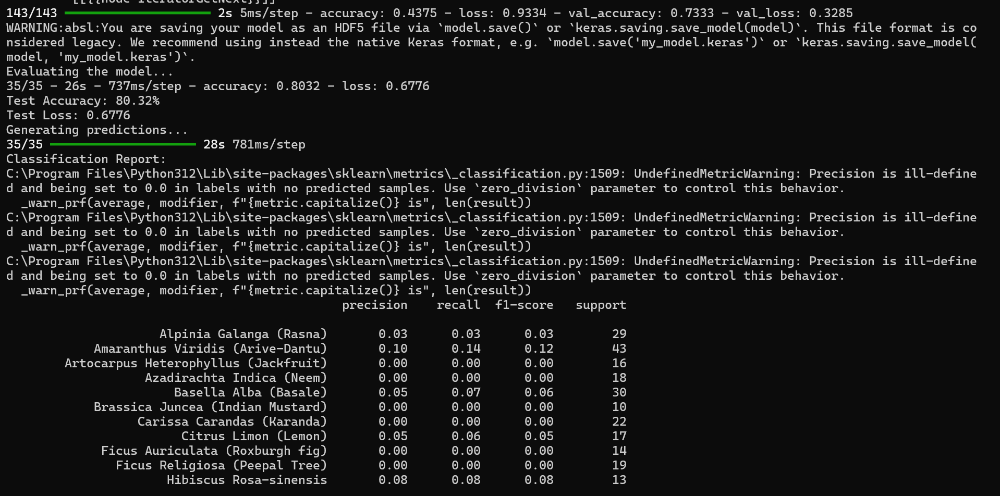 [[{{node IteratorGetNext}}]]
143/143 ━━━━━━━━━━━━━━━━━━━━ 2s 5ms/step - accuracy: 0.4375 - loss: 0.9334 - val_accuracy: 0.7333 - val_loss: 0.3285
WARNING:absl:You are saving your model as an HDF5 file via `model.save()` or `keras.saving.save_model(model)`. This file format is co
nsidered legacy. We recommend using instead the native Keras format, e.g. `model.save('my_model.keras')` or `keras.saving.save_model(
model, 'my_model.keras')`.
Evaluating the model...
35/35 - 26s - 737ms/step - accuracy: 0.8032 - loss: 0.6776
Test Accuracy: 80.32%
Test Loss: 0.6776
Generating predictions...
35/35 ━━━━━━━━━━━━━━━━━━━━ 28s 781ms/step
Classification Report:
C:\Program Files\Python312\Lib\site-packages\sklearn\metrics\_classification.py:1509: UndefinedMetricWarning: Precision is ill-define
d and being set to 0.0 in labels with no predicted samples. Use `zero_division` parameter to control this behavior.
  _warn_prf(average, modifier, f"{metric.capitalize()} is", len(result))
C:\Program Files\Python312\Lib\site-packages\sklearn\metrics\_classification.py:1509: UndefinedMetricWarning: Precision is ill-define
d and being set to 0.0 in labels with no predicted samples. Use `zero_division` parameter to control this behavior.
  _warn_prf(average, modifier, f"{metric.capitalize()} is", len(result))
C:\Program Files\Python312\Lib\site-packages\sklearn\metrics\_classification.py:1509: UndefinedMetricWarning: Precision is ill-define
d and being set to 0.0 in labels with no predicted samples. Use `zero_division` parameter to control this behavior.
  _warn_prf(average, modifier, f"{metric.capitalize()} is", len(result))
precision recall f1-score support
Alpinia Galanga (Rasna) 0.03 0.03 0.03 29
Amaranthus Viridis (Arive-Dantu) 0.10 0.14 0.12 43
Artocarpus Heterophyllus (Jackfruit) 0.00 0.00 0.00 16
Azadirachta Indica (Neem) 0.00 0.00 0.00 18
Basella Alba (Basale) 0.05 0.07 0.06 30
Brassica Juncea (Indian Mustard) 0.00 0.00 0.00 10
Carissa Carandas (Karanda) 0.00 0.00 0.00 22
Citrus Limon (Lemon) 0.05 0.06 0.05 17
Ficus Auriculata (Roxburgh fig) 0.00 0.00 0.00 14
Ficus Religiosa (Peepal Tree) 0.00 0.00 0.00 19
Hibiscus Rosa-sinensis 0.08 0.08 0.08 13